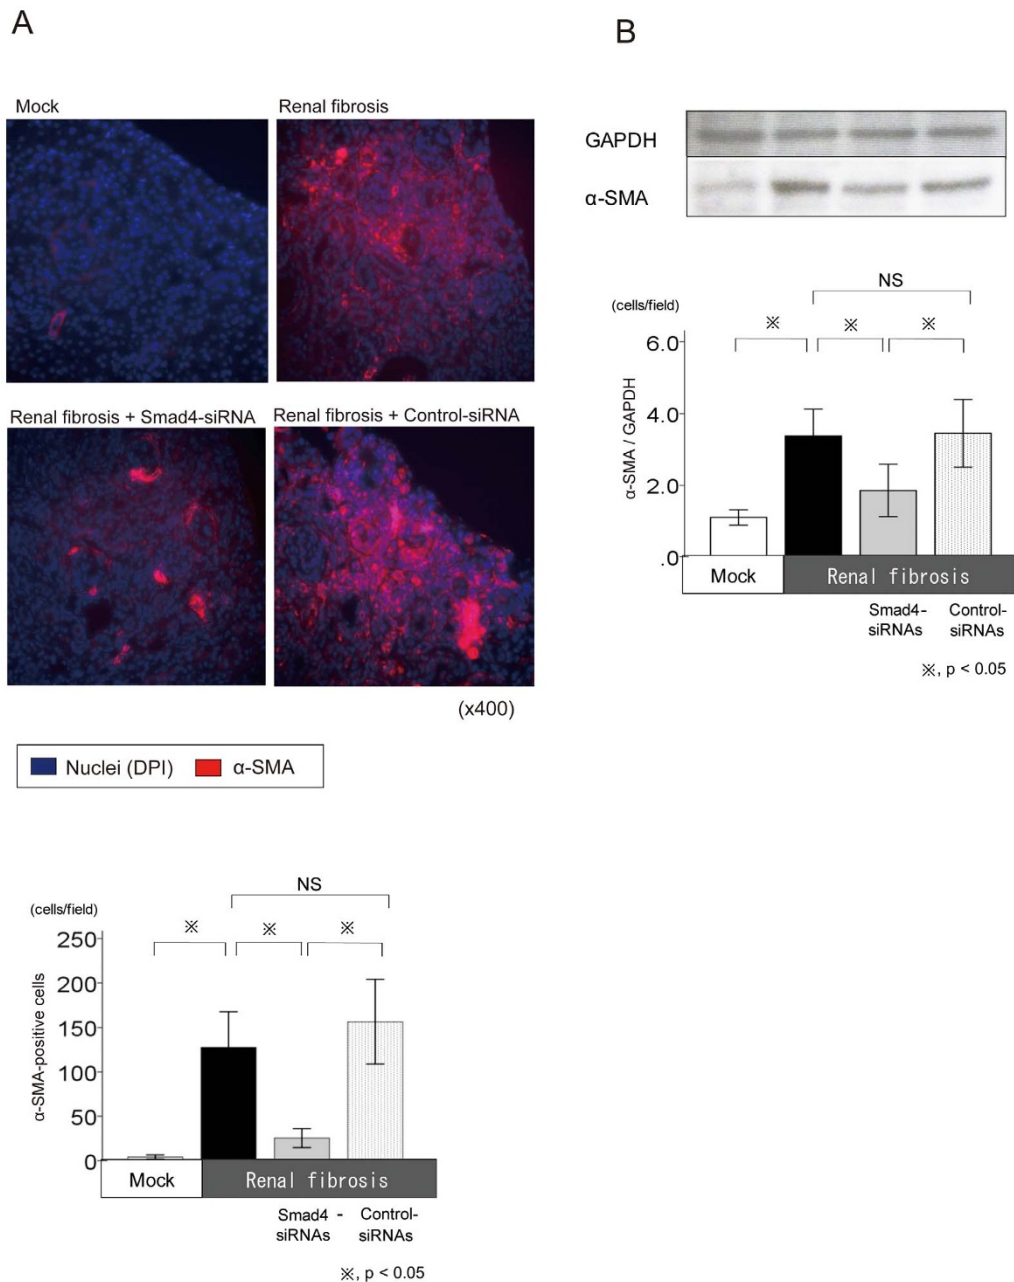 A
Mock
Renal fibrosis
Renal fibrosis + Smad4-siRNA
Renal fibrosis + Control-siRNA
(x400)
Nuclei (DPI)
α-SMA
(cells/field)
NS
※
※
※
α-SMA-positive cells
250
200
150
100
50
0
Mock
Renal fibrosis
Smad4 -
siRNAs
Control-
siRNAs
※, p < 0.05
B
GAPDH
α-SMA
(cells/field)
NS
※
※
※
α-SMA / GAPDH
6.0
4.0
2.0
.0
Mock
Renal fibrosis
Smad4-
siRNAs
Control-
siRNAs
※, p < 0.05